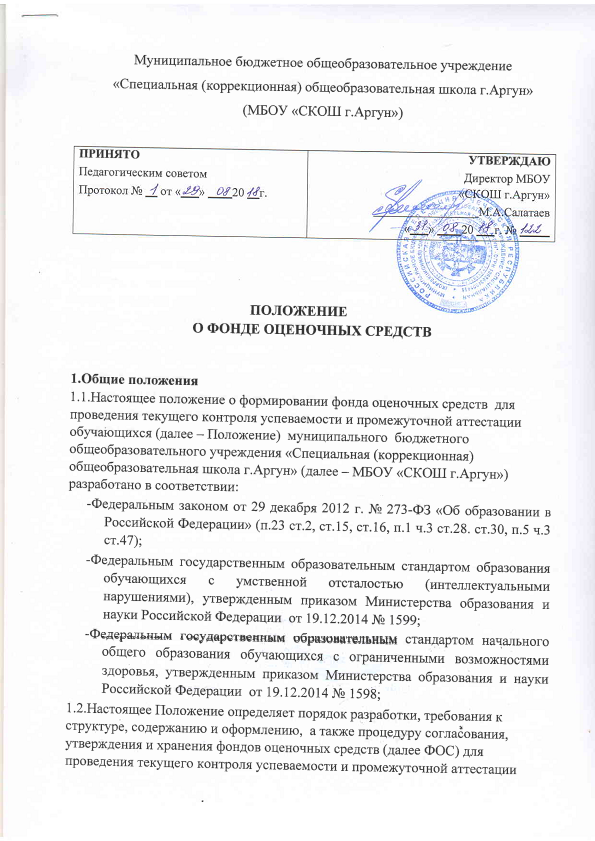 Муниципальное бюджетное общеобразовательное учреждение
«Специальная (коррекционная) общеобразовательная школа г.Аргун»
(МБОУ «СКОШ г.Аргун»)
ПРИНЯТО
Педагогическим советом
Протокол № 1 от «29» 08 2018г.
УТВЕРЖДАЮ
Директор МБОУ
«СКОШ г.Аргун»
М.А.Салатаев
«31» 08 20 18 г. № 122
ПОЛОЖЕНИЕ
О ФОНДЕ ОЦЕНОЧНЫХ СРЕДСТВ
1.Общие положения
1.1.Настоящее положение о формировании фонда оценочных средств для
проведения текущего контроля успеваемости и промежуточной аттестации
обучающихся (далее – Положение) муниципального бюджетного
общеобразовательного учреждения «Специальная (коррекционная)
общеобразовательная школа г.Аргун» (далее – МБОУ «СКОШ г.Аргун»)
разработано в соответствии:
-Федеральным законом от 29 декабря 2012 г. № 273-ФЗ «Об образовании в
Российской Федерации» (п.23 ст.2, ст.15, ст.16, п.1 ч.3 ст.28. ст.30, п.5 ч.3
ст.47);
-Федеральным государственным образовательным стандартом образования
обучающихся с умственной отсталостью (интеллектуальными
нарушениями), утвержденным приказом Министерства образования и
науки Российской Федерации от 19.12.2014 № 1599;
-Федеральным государственным образовательным стандартом начального
общего образования обучающихся с ограниченными возможностями
здоровья, утвержденным приказом Министерства образования и науки
Российской Федерации от 19.12.2014 № 1598;
1.2.Настоящее Положение определяет порядок разработки, требования к
структуре, содержанию и оформлению, а также процедуру согласования,
утверждения и хранения фондов оценочных средств (далее ФОС) для
проведения текущего контроля успеваемости и промежуточной аттестации